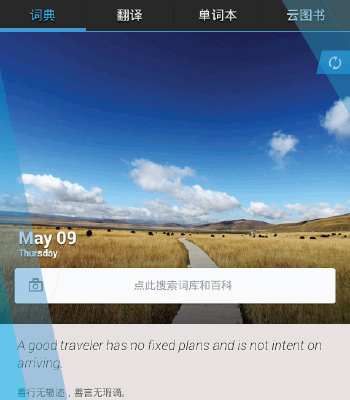 词典 翻译 单词本 云图书
May 09
Thursday
点此搜索词库和百科
A good traveler has no fixed plans and is not intent on
arriving.
善行无辙迹，善言无瑕谪。